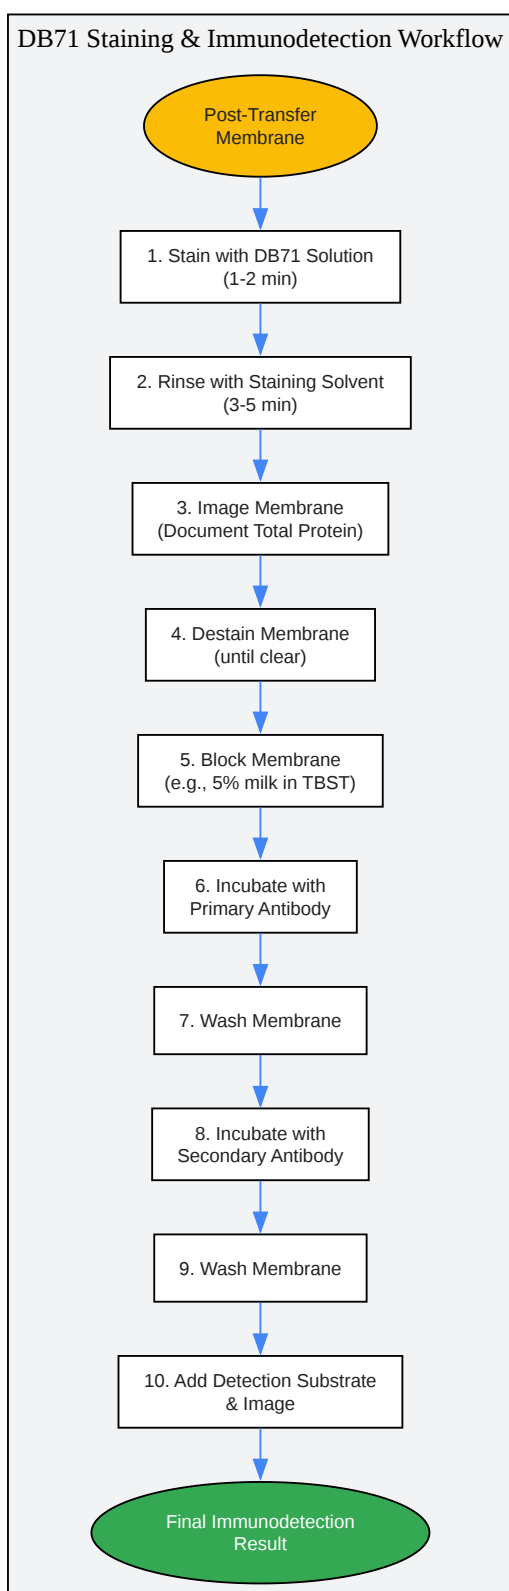 DB71 Staining & Immunodetection Workflow
Post-Transfer
Membrane
1. Stain with DB71 Solution
(1-2 min)
2. Rinse with Staining Solvent
(3-5 min)
3. Image Membrane
(Document Total Protein)
4. Destain Membrane
(until clear)
5. Block Membrane
(e.g., 5% milk in TBST)
6. Incubate with
Primary Antibody
7. Wash Membrane
8. Incubate with
Secondary Antibody
9. Wash Membrane
10. Add Detection Substrate
& Image
Final Immunodetection
Result